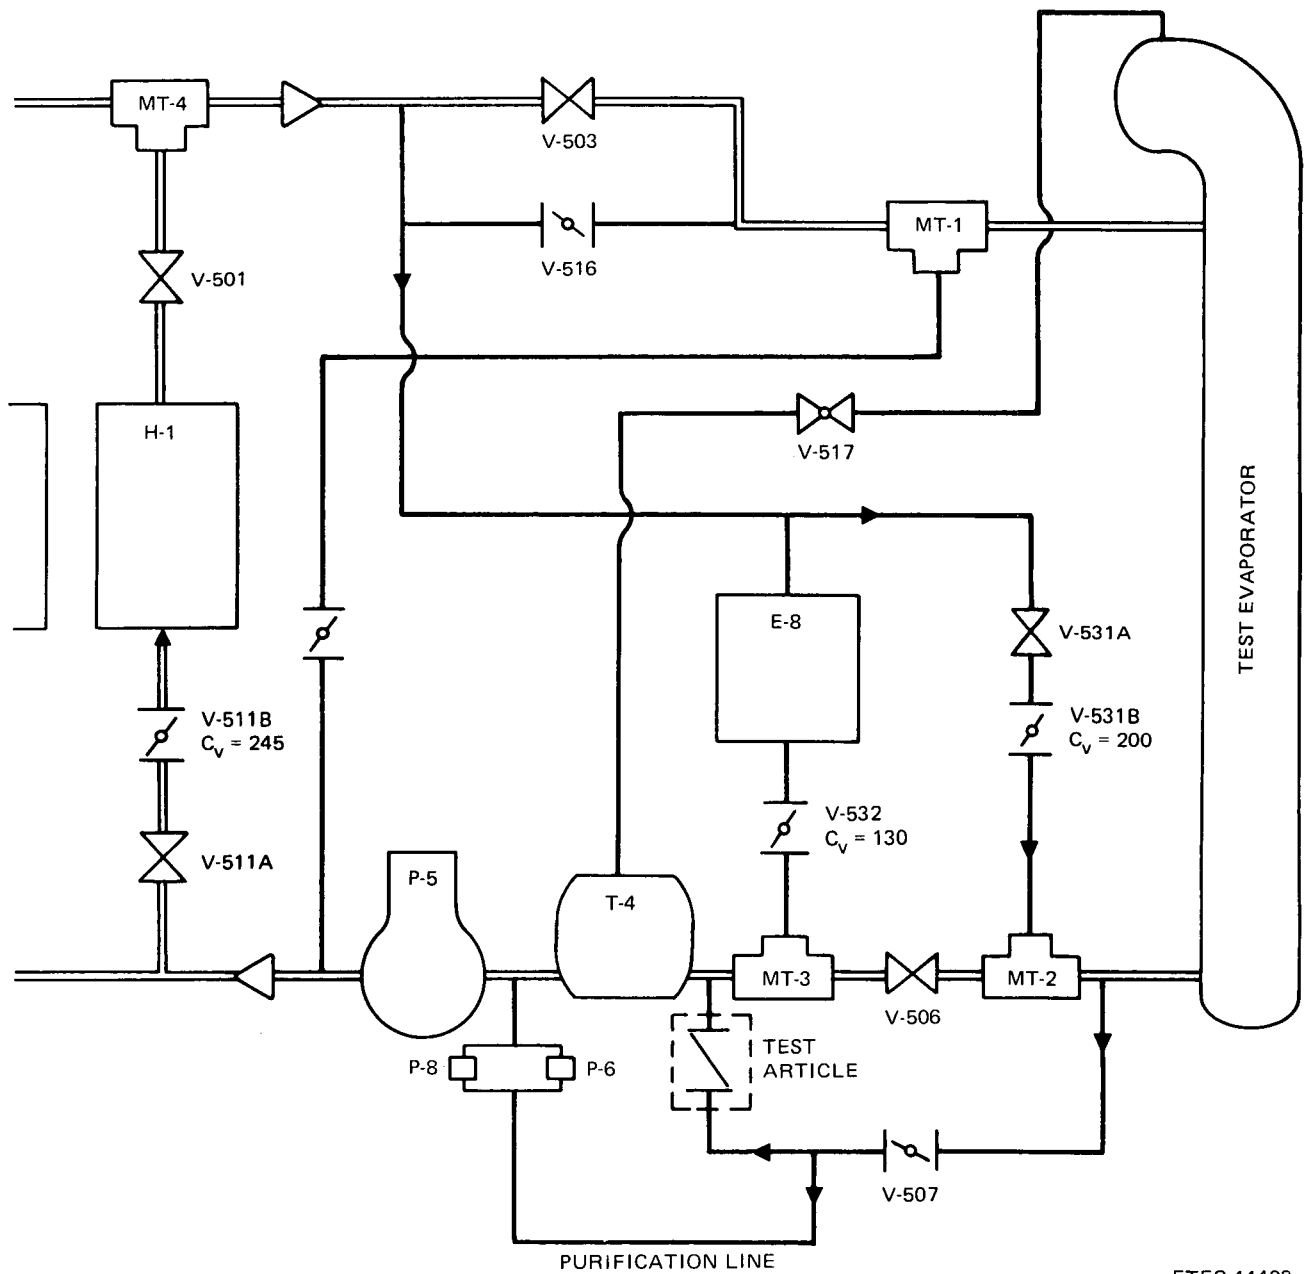 MT-4
V-503
MT-1
V-516
V-501
H-1
V-517
TEST EVAPORATOR
E-8
V-531A
V-511B
Cv = 245
V-531B
Cv = 200
V-532
Cv = 130
V-511A
P-5
T-4
MT-3
MT-2
V-506
P-8
P-6
TEST
ARTICLE
V-507
PURIFICATION LINE